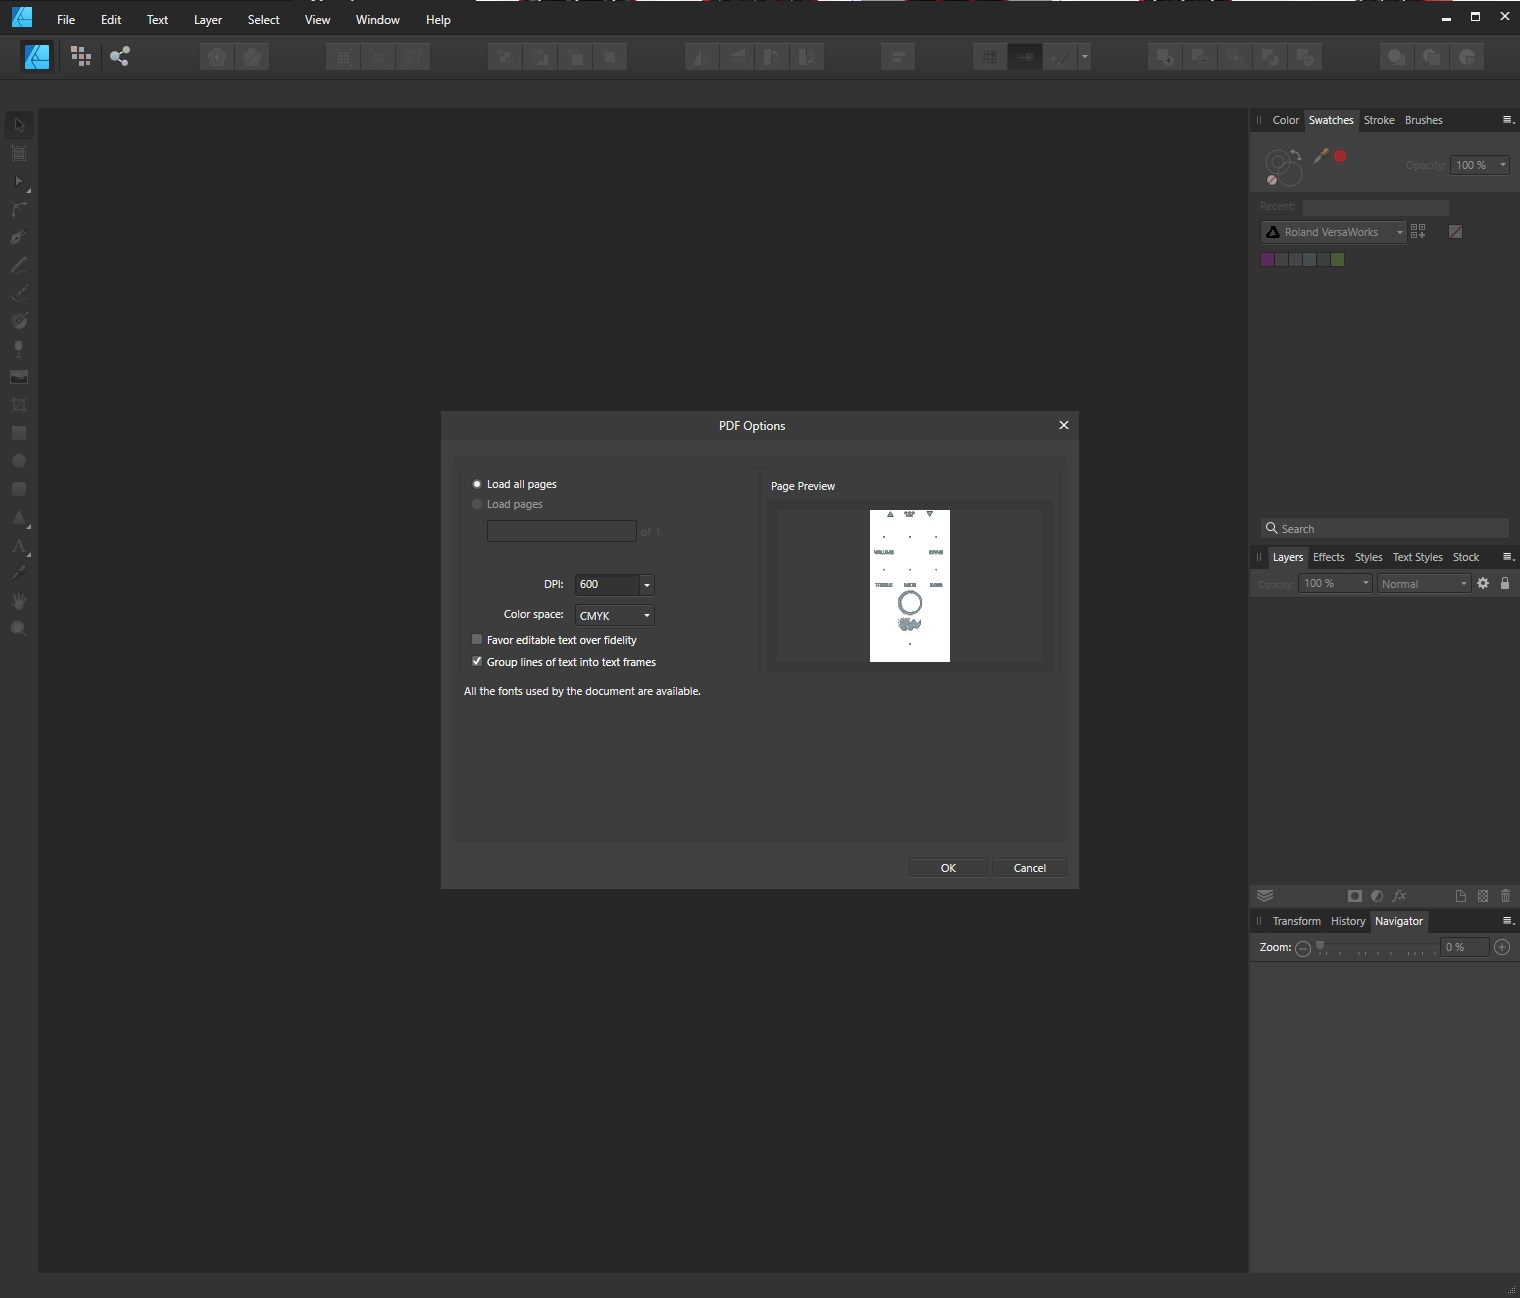 File Edit Text Layer Select View Window Help
Color Swatches Stroke Brushes
Opacity: 100 %
Recent:
Roland VersaWorks
PDF Options
Load all pages
Load pages
of 1
DPI: 600
Color space: CMYK
Favor editable text over fidelity
Group lines of text into text frames
All the fonts used by the document are available.
Page Preview
VOLUME
TREBLE BASS
OK Cancel
Search
Layers Effects Styles Text Styles Stock
Opacity: 100 % Normal
fx
Transform History Navigator
Zoom: 0 %